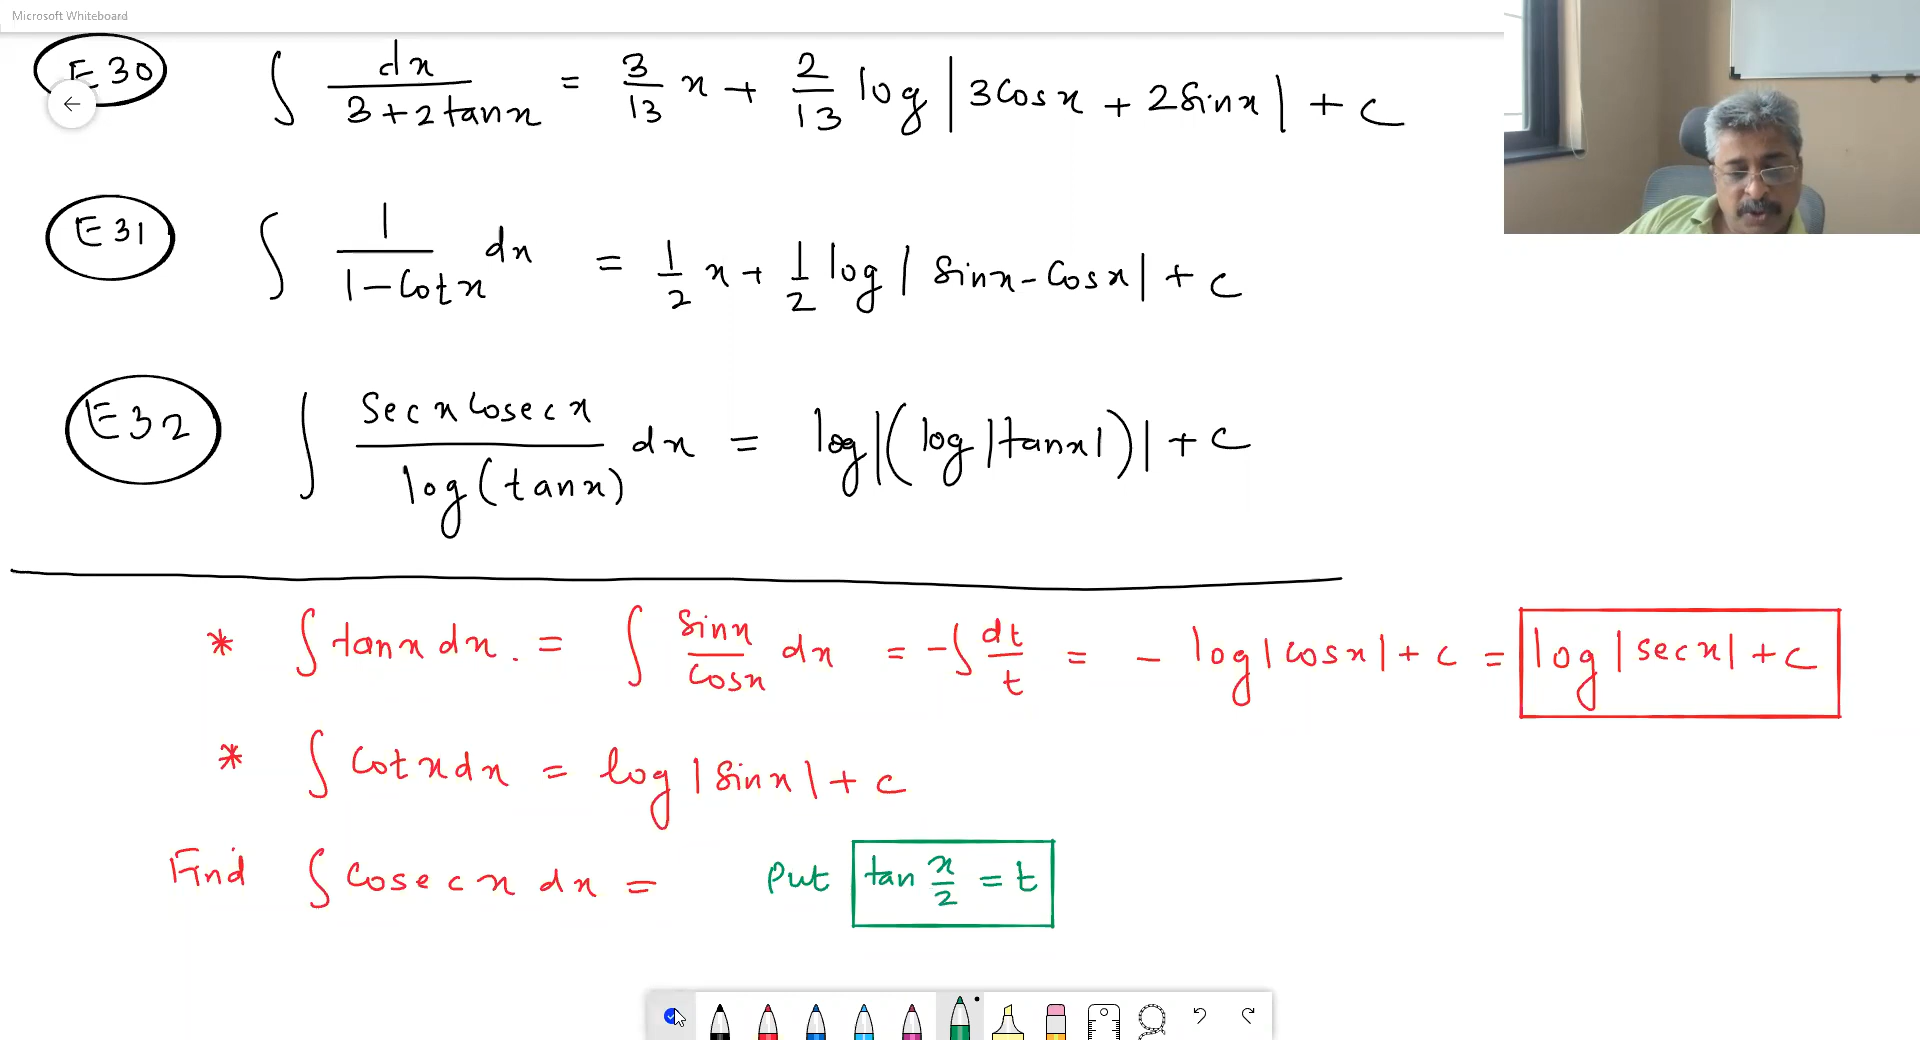 Microsoft Whiteboard
E30 ∫ dx / (3+2tanx) = 3/13 x + 2/13 log |3Cosx + 2Sinx| + c
E31 ∫ 1 / (1-Cotx) dx = 1/2 x + 1/2 log | Sinx - Cosx| + c
E32 ∫ Secx Cosecx / log(tanx) dx = log|(log|tanx|)| + c
* ∫ tanx dx. = ∫ Sinx / Cosx dx = -∫ dt/t = - log|Cosx| + c = log|secx| + c
* ∫ Cotx dx = log |Sinx| + c
Find ∫ Cosecx dx = Put tan x/2 = t